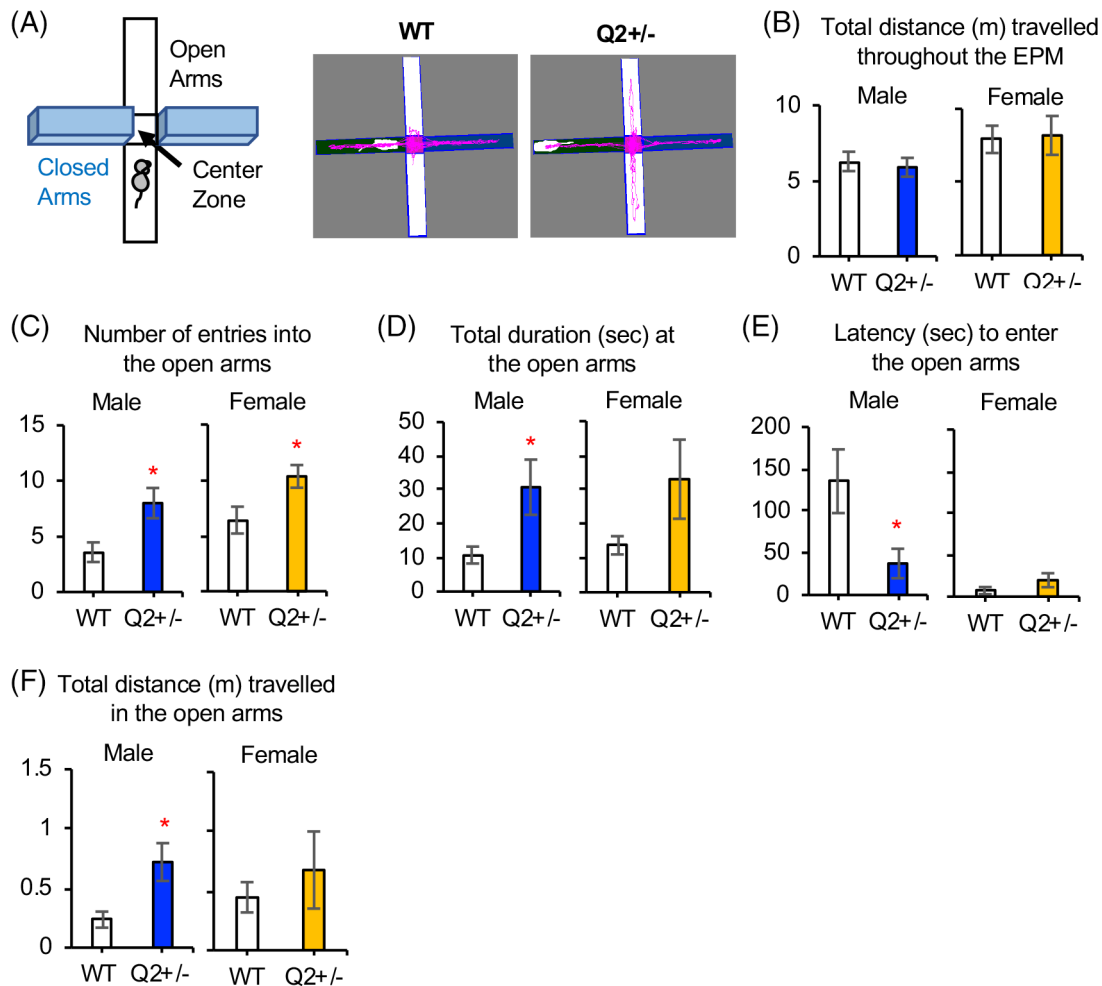 (A)
Open
Arms
Closed
Arms
Center
Zone
WT
Q2+/-
(B) Total distance (m) travelled
throughout the EPM
Male
Female
10
5
0
WT Q2+/-
WT Q2+/-
(C) Number of entries into
the open arms
Male
Female
15
10
5
0
WT Q2+/-
WT Q2+/-
*
*
(D) Total duration (sec) at
the open arms
Male
Female
50
40
30
20
10
0
WT Q2+/-
WT Q2+/-
*
(E) Latency (sec) to enter
the open arms
Male
Female
200
150
100
50
0
WT Q2+/-
WT Q2+/-
*
(F) Total distance (m) travelled
in the open arms
Male
Female
1.5
1
0.5
0
WT Q2+/-
WT Q2+/-
*